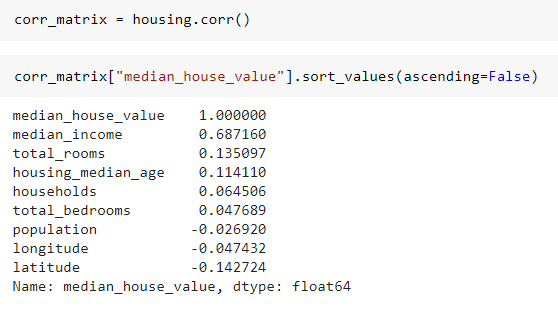 corr_matrix = housing.corr()
corr_matrix["median_house_value"].sort_values(ascending=False)
median_house_value    1.000000
median_income         0.687160
total_rooms           0.135097
housing_median_age    0.114110
households            0.064506
total_bedrooms        0.047689
population           -0.026920
longitude            -0.047432
latitude             -0.142724
Name: median_house_value, dtype: float64